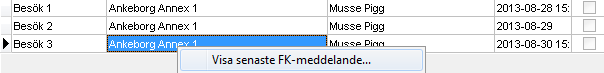 Besök 1 Ankeborg Annex 1 Musse Pigg 2013-08-28 15:
Besök 2 Ankeborg Annex 1 Musse Pigg 2013-08-29
Besök 3 Ankeborg Annex 1 Musse Pigg 2013-08-30 15:
Visa senaste FK-meddelande...